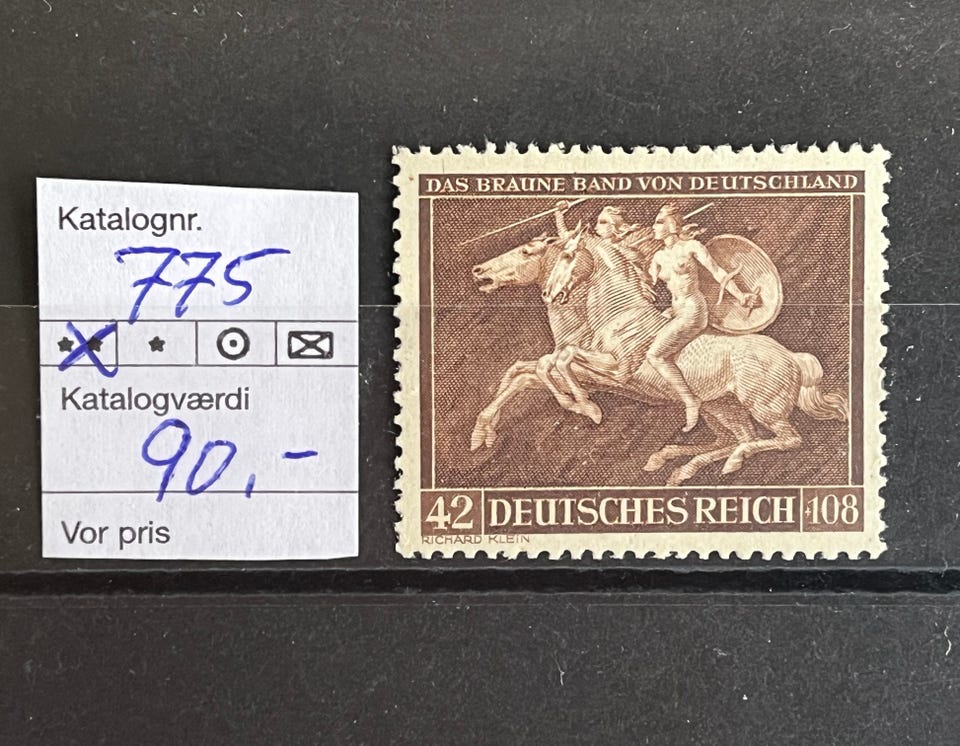 Katalognr.
775
Katalogværdi
90,-
Vor pris
DAS BRAUNE BAND VON DEUTSCHLAND
42 DEUTSCHES REICH +108
RICHARD KLEIN